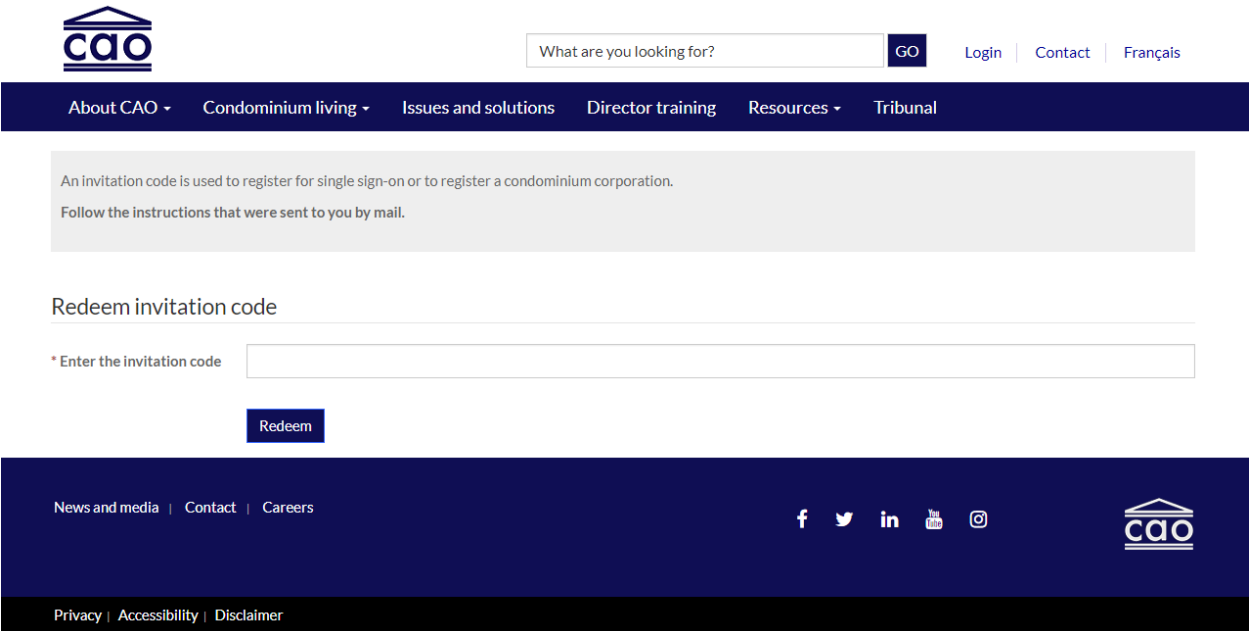 cao
What are you looking for? GO Login Contact Français
About CAO Condominium living Issues and solutions Director training Resources Tribunal
An invitation code is used to register for single sign-on or to register a condominium corporation.
Follow the instructions that were sent to you by mail.
Redeem invitation code
* Enter the invitation code
Redeem
News and media | Contact | Careers
f in You Tube
cao
Privacy | Accessibility | Disclaimer